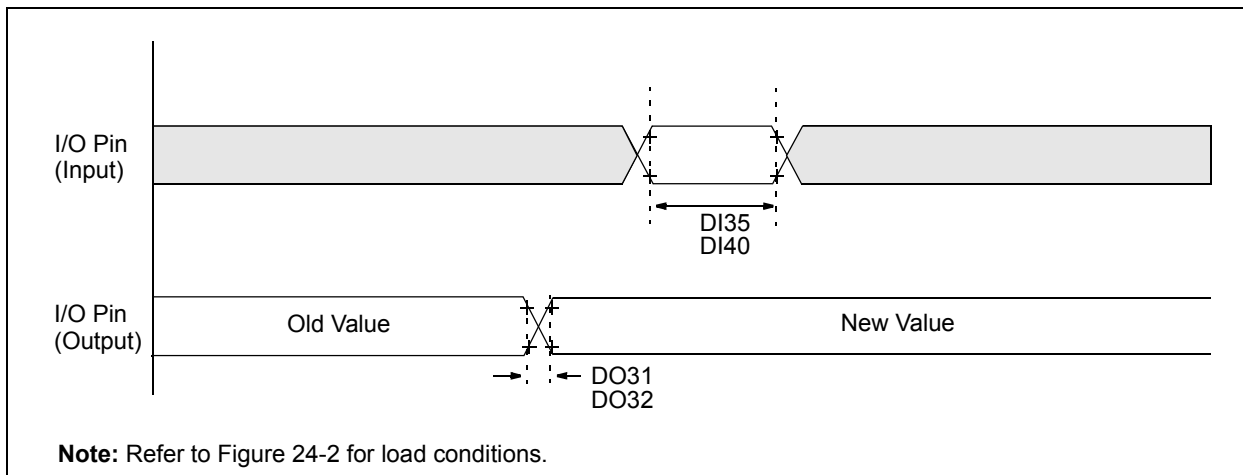 I/O Pin
(Input)
DI35
DI40
I/O Pin
(Output)
Old Value
New Value
DO31
DO32
Note: Refer to Figure 24-2 for load conditions.